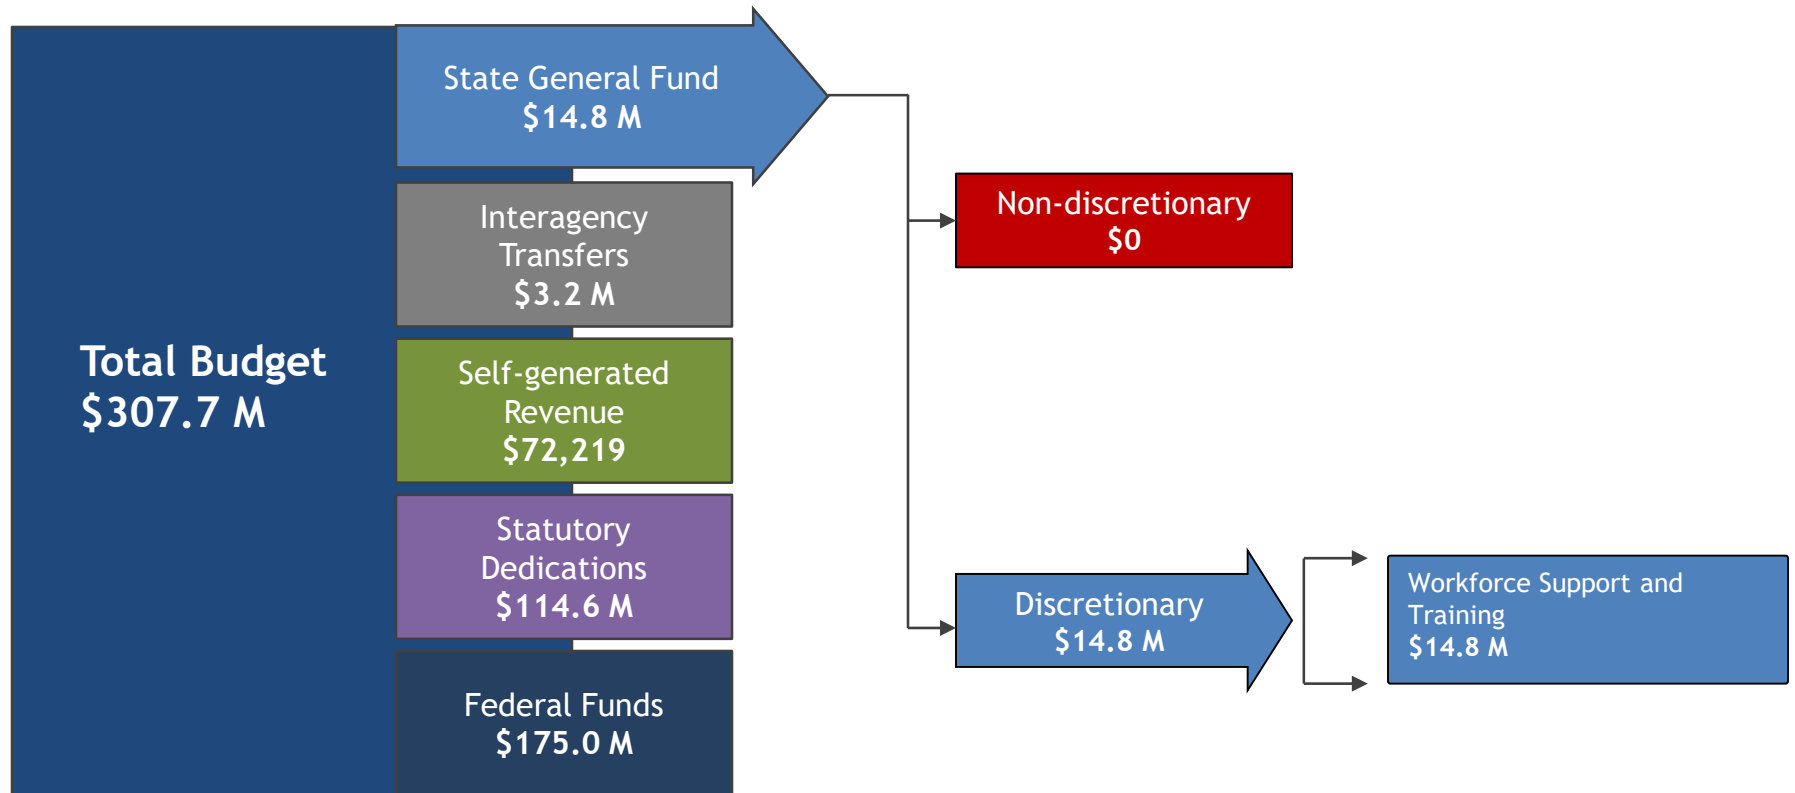 Total Budget
$307.7 M
State General Fund
$14.8 M
Interagency
Transfers
$3.2 M
Self-generated
Revenue
$72,219
Statutory
Dedications
$114.6 M
Federal Funds
$175.0 M
Non-discretionary
$0
Discretionary
$14.8 M
Workforce Support and
Training
$14.8 M